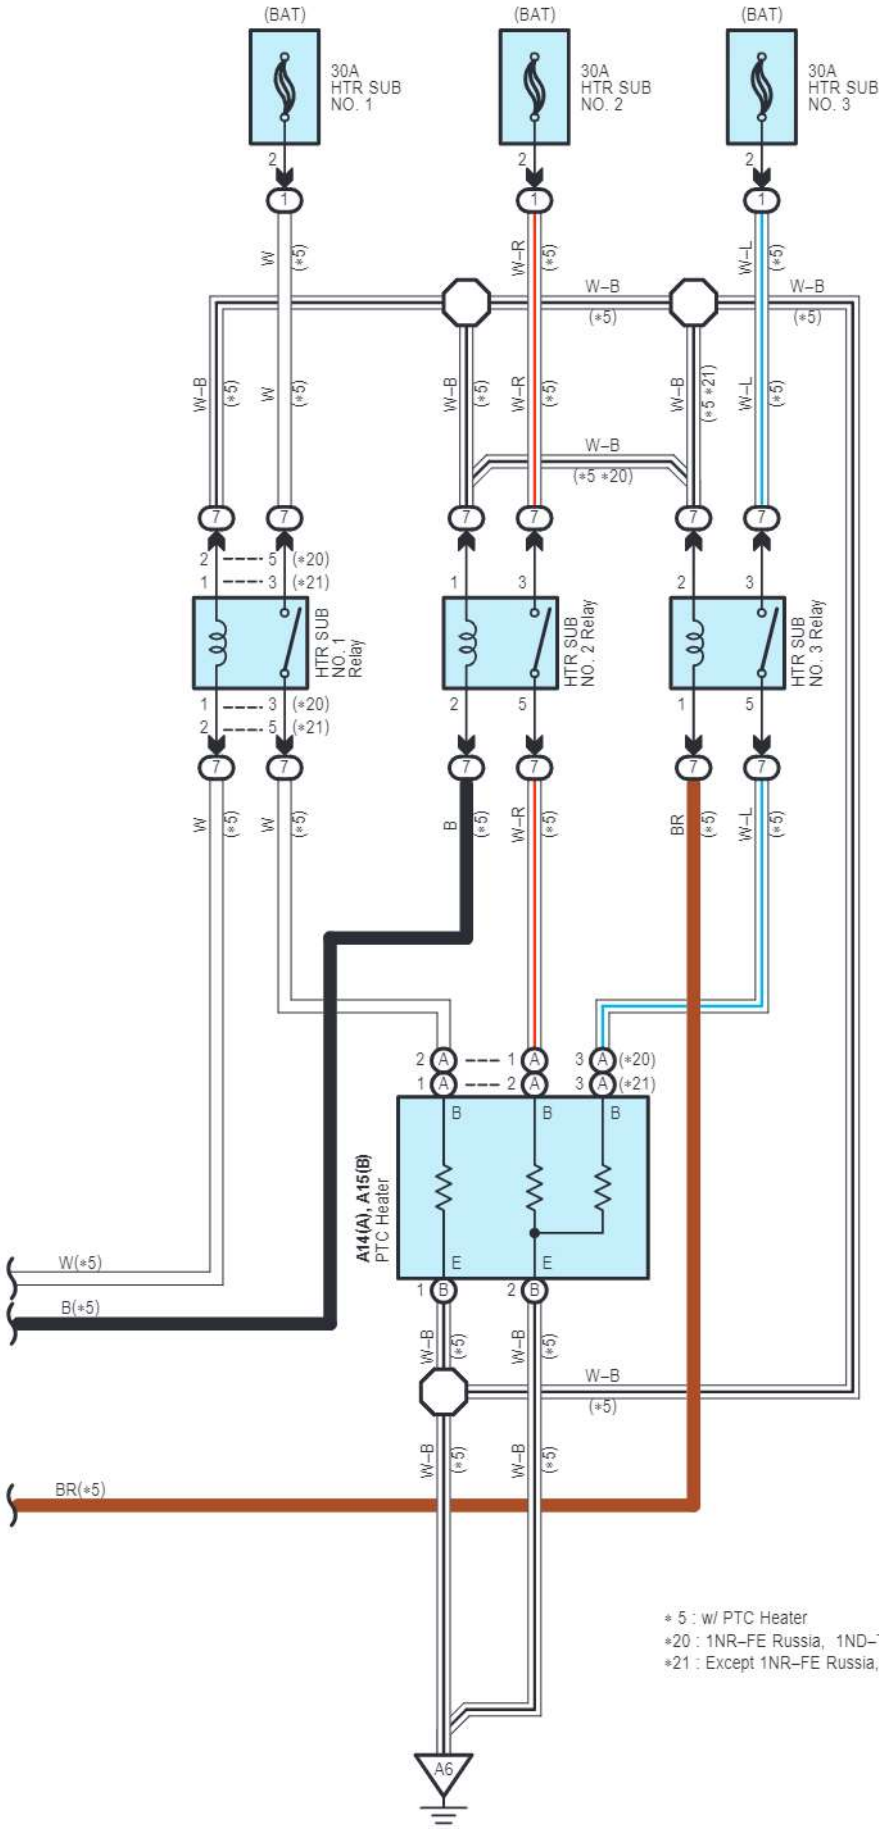 (BAT) (BAT) (BAT)
30A
HTR SUB
NO. 1
30A
HTR SUB
NO. 2
30A
HTR SUB
NO. 3
2 2 2
1 1 1
W (*5) W–R (*5) W–L (*5)
W–B (*5) W–B (*5)
W–B (*5) W (*5) W–B (*5) W–R (*5) W–B (*5 *21) W–L (*5)
W–B
(*5 *20)
7 7 7 7 7 7
2 5 (*20)
1 3 (*21) 1 3 2 3
HTR SUB
NO. 1
Relay
HTR SUB
NO. 2 Relay
HTR SUB
NO. 3 Relay
1 3 (*20) 2 5 1 5
2 5 (*21)
7 7 7 7 7 7
W (*5) W (*5) B (*5) W–R (*5) BR (*5) W–L (*5)
2 A 1 A 3 A (*20)
1 A 2 A 3 A (*21)
B B B
A14(A), A15(B)
PTC Heater
E E
1 B 2 B
W(*5)
B(*5)
W–B (*5) W–B (*5)
W–B
(*5)
W–B (*5) W–B (*5)
BR(*5)
* 5 : w/ PTC Heater
*20 : 1NR–FE Russia, 1ND–
*21 : Except 1NR–FE Russia,
A6